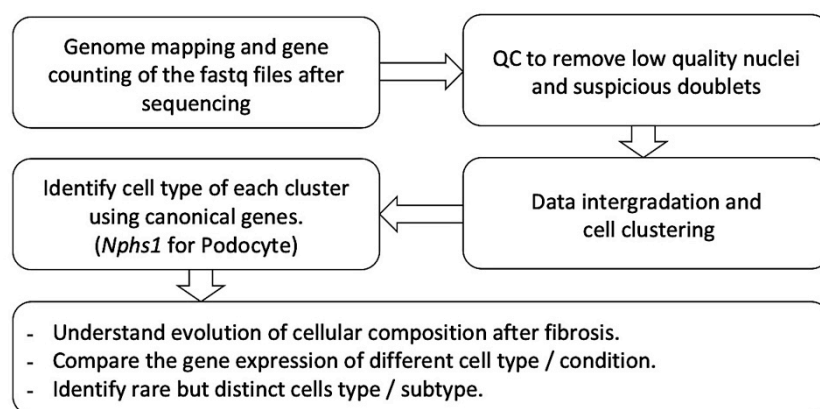 Genome mapping and gene
counting of the fastq files after
sequencing
QC to remove low quality nuclei
and suspicious doublets
Data intergradation and
cell clustering
Identify cell type of each cluster
using canonical genes.
(Nphs1 for Podocyte)
- Understand evolution of cellular composition after fibrosis.
- Compare the gene expression of different cell type / condition.
- Identify rare but distinct cells type / subtype.